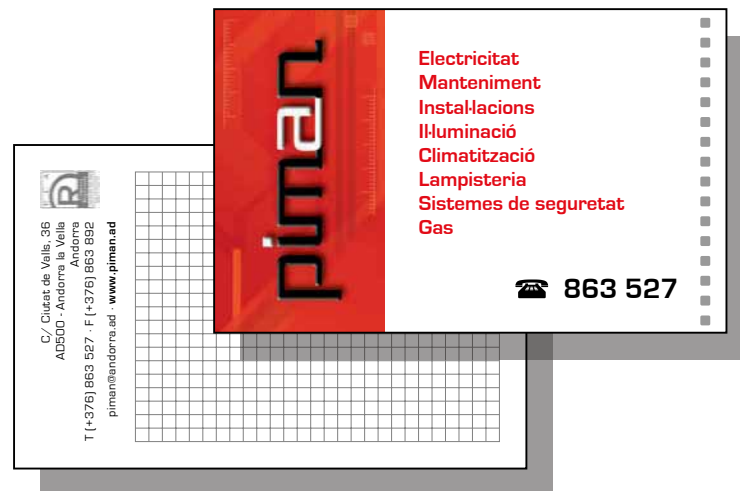 piman
Electricitat
Manteniment
Instal·lacions
Il·luminació
Climatització
Lampisteria
Sistemes de seguretat
Gas
☎ 863 527
C/ Ciutat de Valls, 36
AD500 - Andorra la Vella
Andorra
T (+376) 863 527 · F (+376) 863 892
piman@andorra.ad · www.piman.ad
R